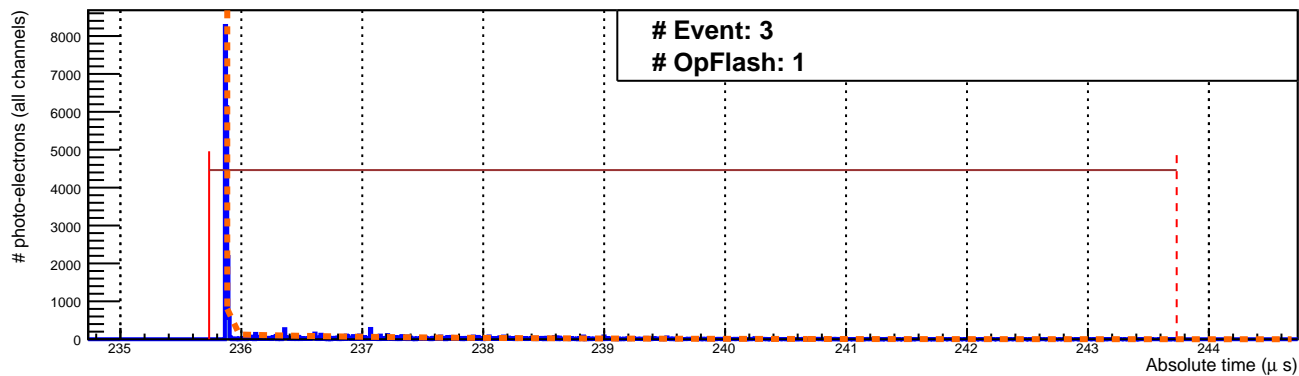 # Event: 3
# OpFlash: 1
# photo-electrons (all channels)
8000
7000
6000
5000
4000
3000
2000
1000
0
235 236 237 238 239 240 241 242 243 244
Absolute time (μ s)